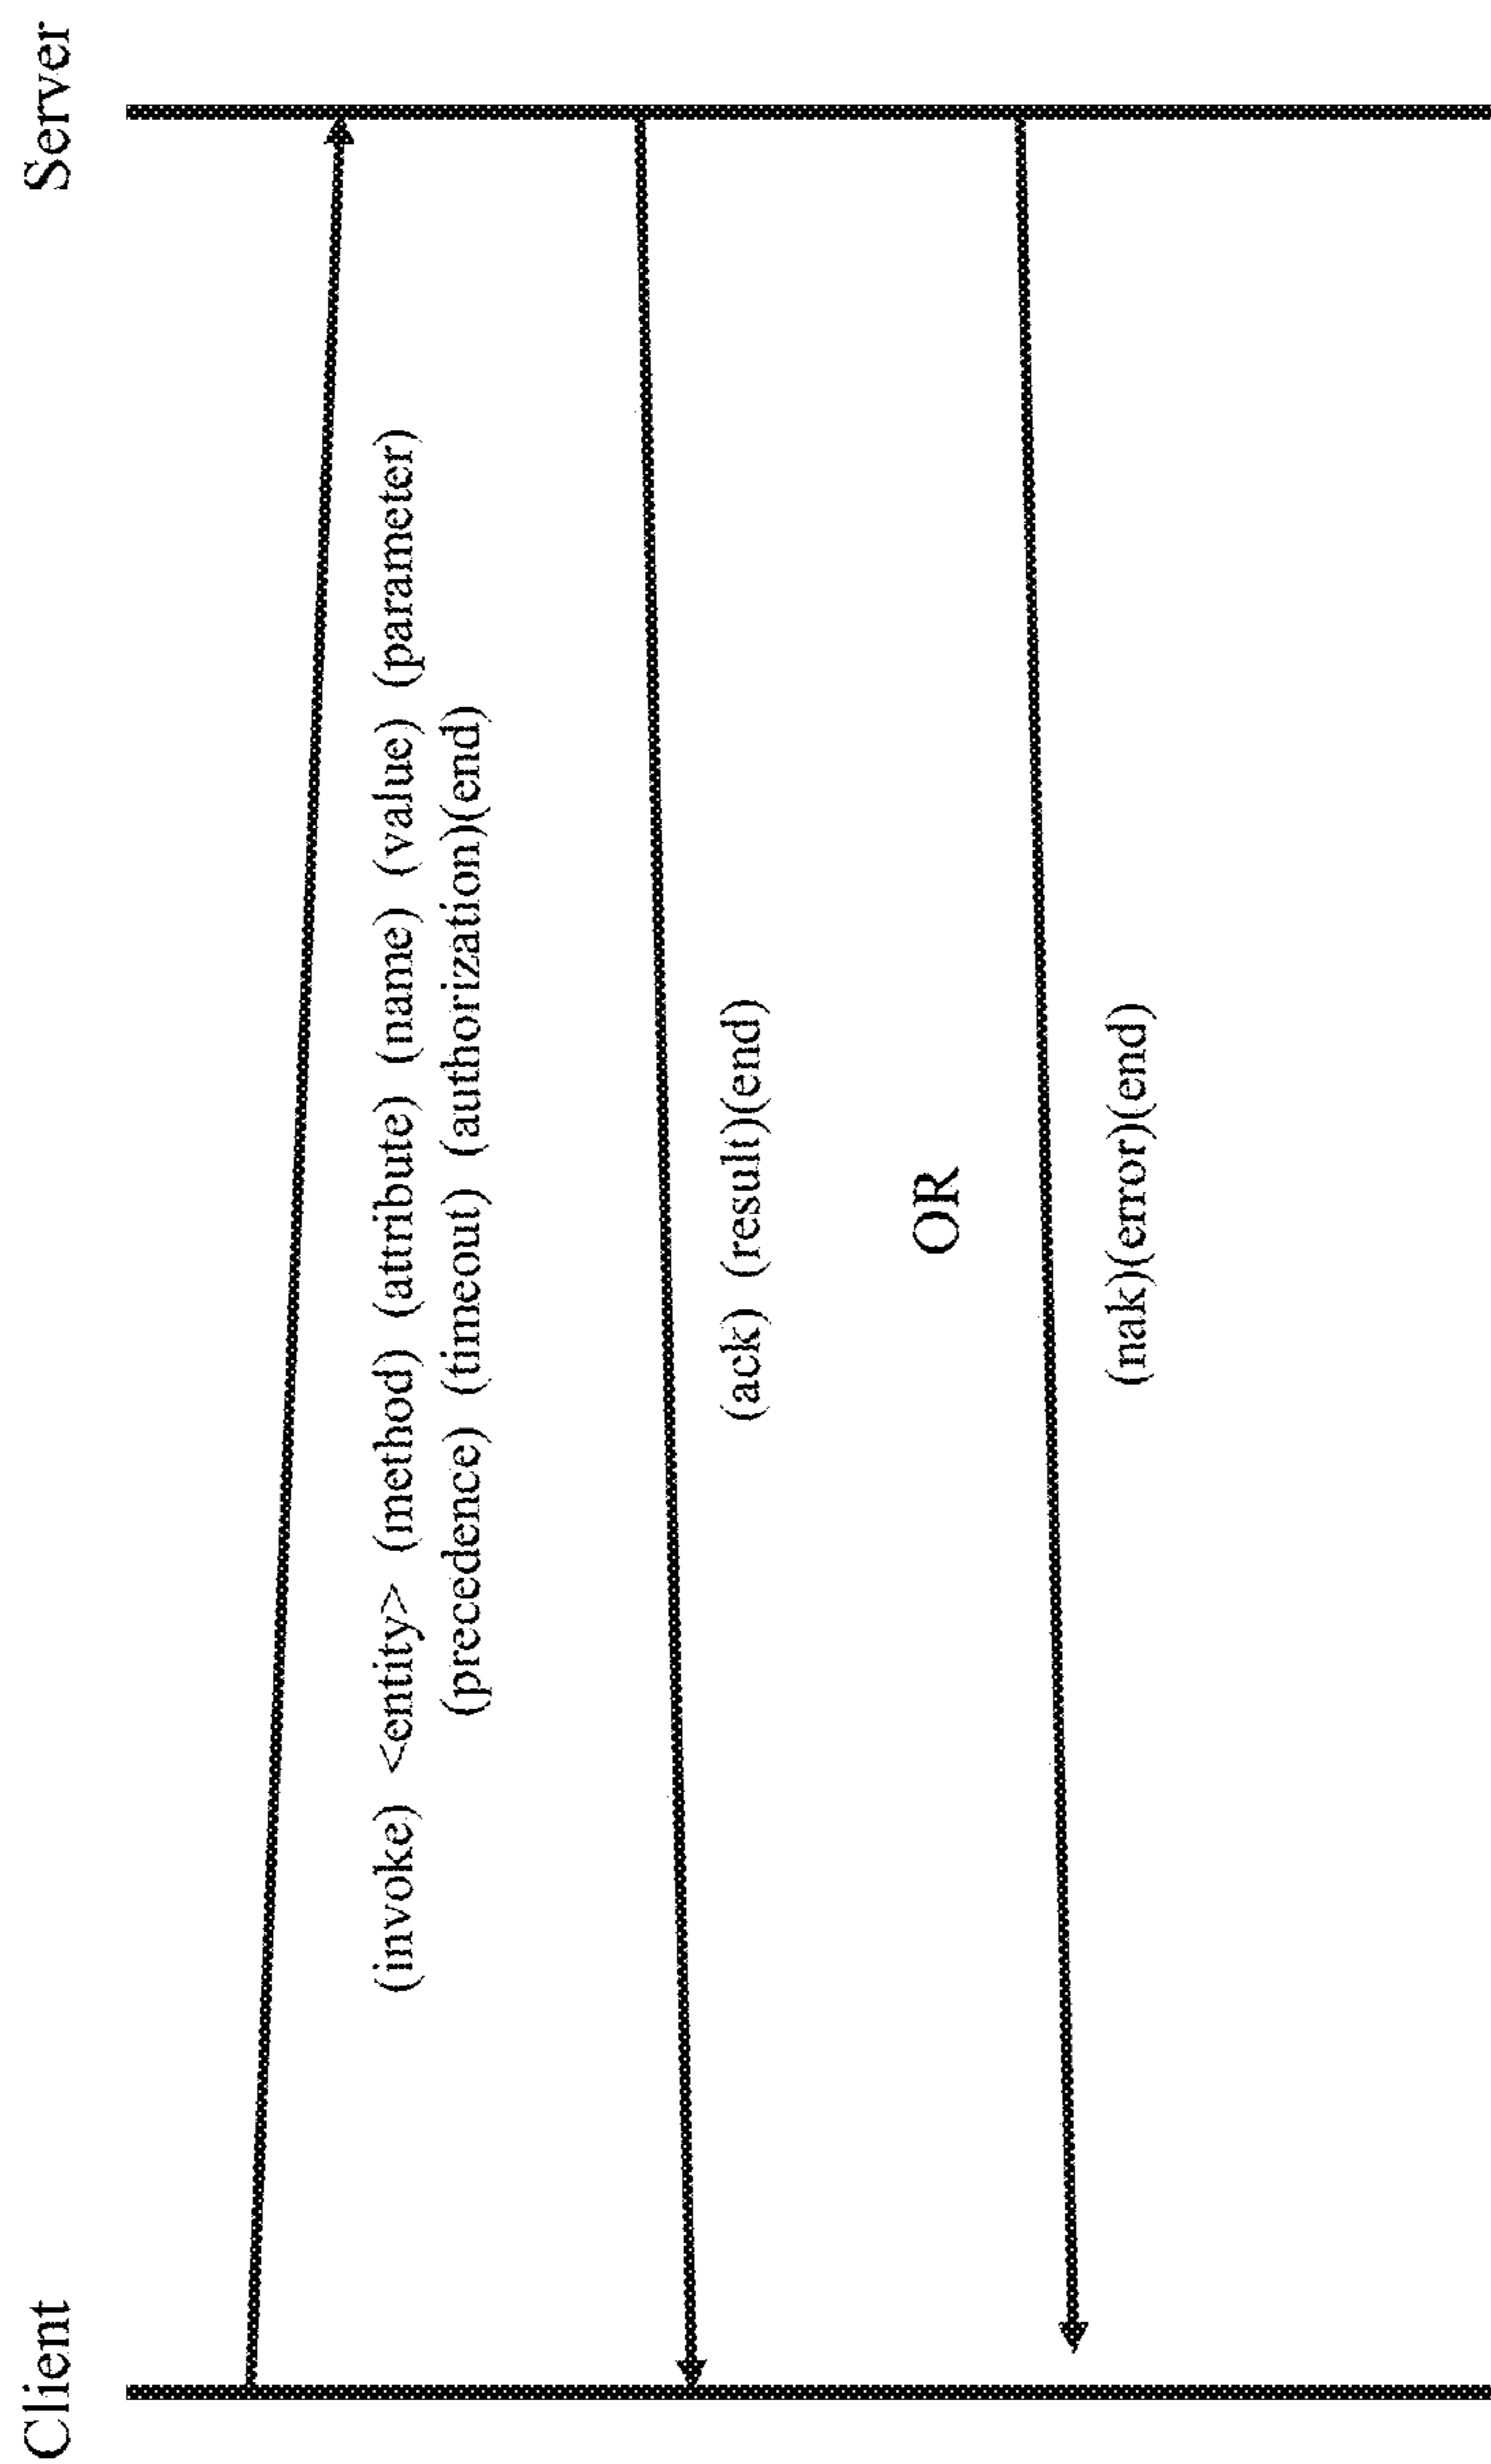 Client
Server
(invoke) <entity> (method) (attribute) (name) (value) (parameter)
(precedence) (timeout) (authorization)(end)
(ack) (result)(end)
OR
(nak)(error)(end)